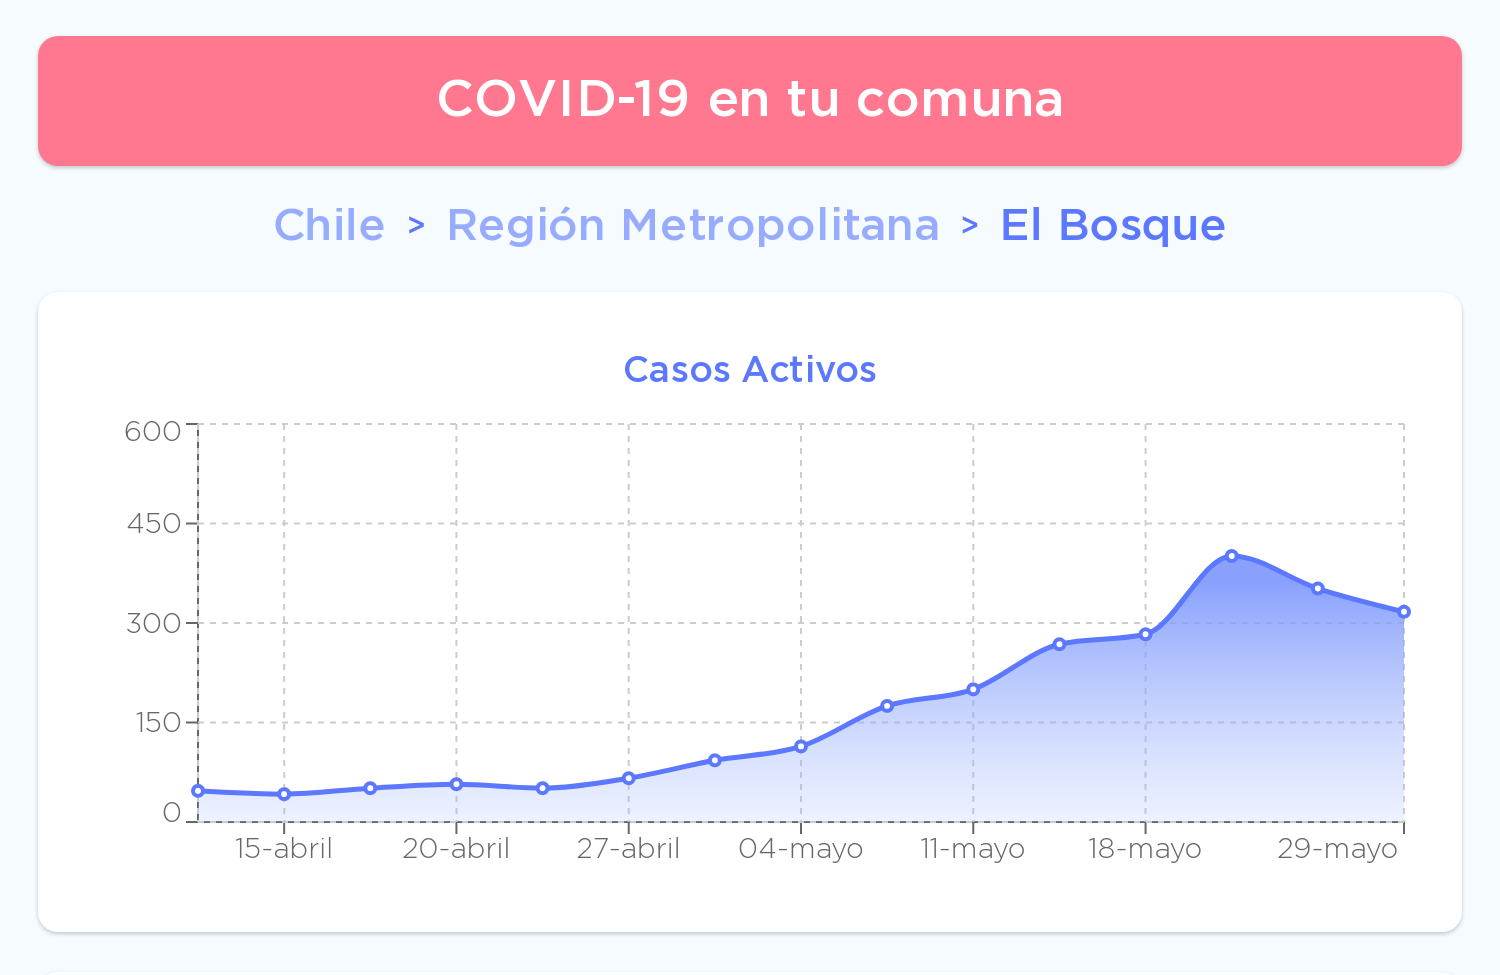 COVID-19 en tu comuna
Chile > Región Metropolitana > El Bosque
Casos Activos
600
450
300
150
0
15-abril 20-abril 27-abril 04-mayo 11-mayo 18-mayo 29-mayo